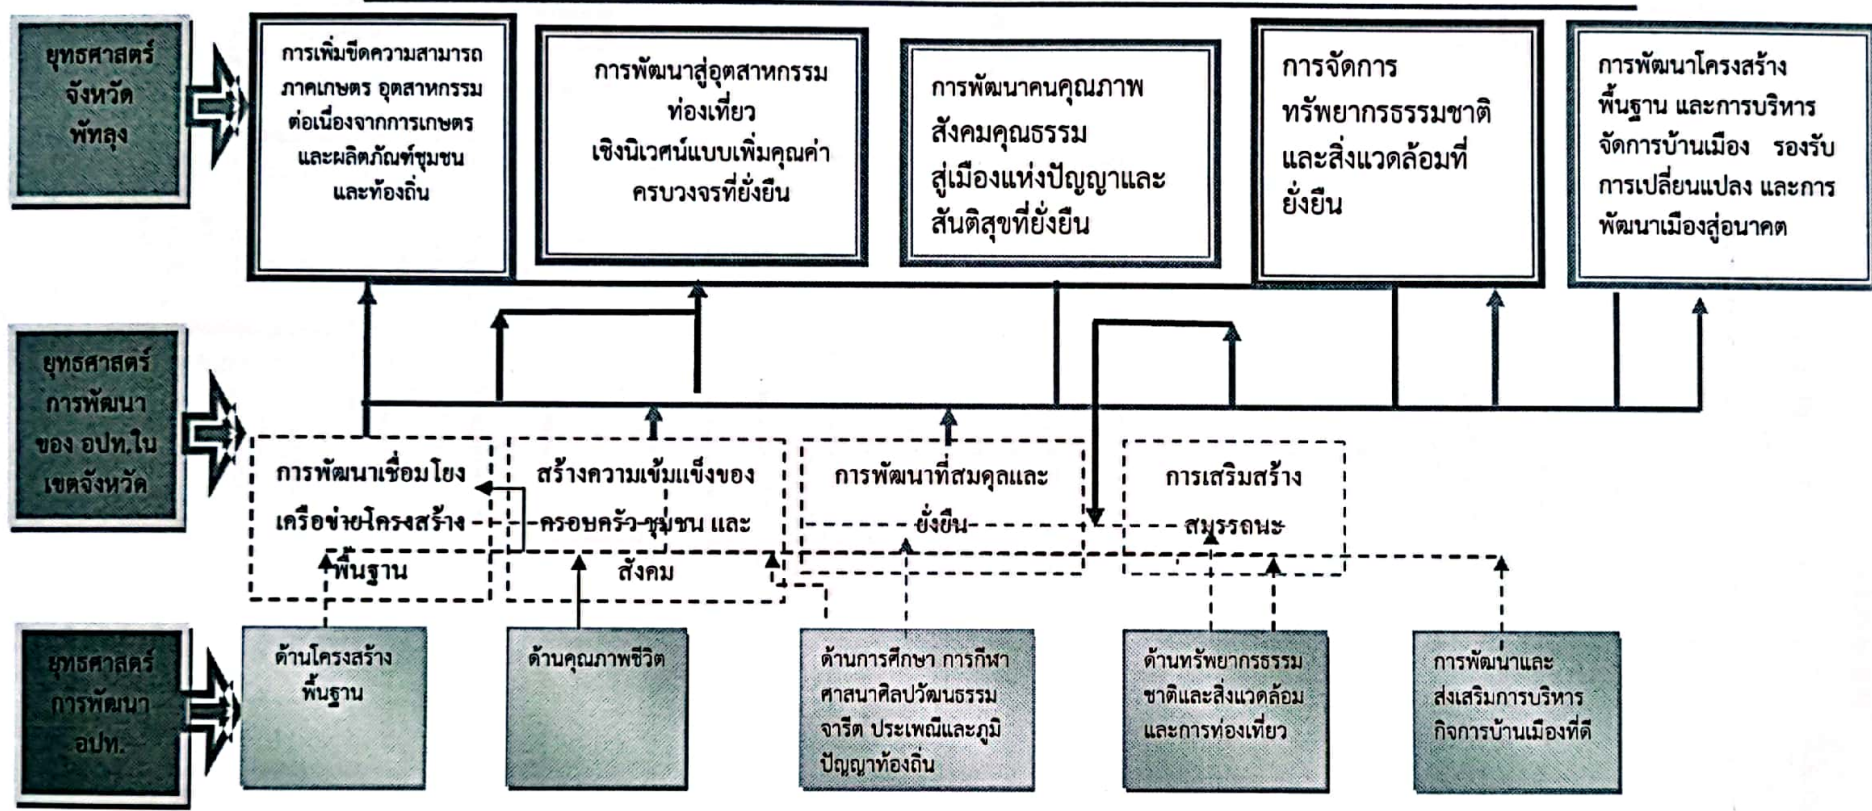 ยุทธศาสตร์
จังหวัด
พัทลุง
การเพิ่มขีดความสามารถ
ภาคเกษตร อุตสาหกรรม
ต่อเนื่องจากการเกษตร
และผลิตภัณฑ์ชุมชน
และท้องถิ่น
การพัฒนาสู่อุตสาหกรรม
ท่องเที่ยว
เชิงนิเวศน์แบบเพิ่มคุณค่า
ครบวงจรที่ยั่งยืน
การพัฒนาคนคุณภาพ
สังคมคุณธรรม
สู่เมืองแห่งปัญญาและ
สันติสุขที่ยั่งยืน
การจัดการ
ทรัพยากรธรรมชาติ
และสิ่งแวดล้อมที่
ยั่งยืน
การพัฒนาโครงสร้าง
พื้นฐาน และการบริหาร
จัดการบ้านเมือง รองรับ
การเปลี่ยนแปลง และการ
พัฒนาเมืองสู่อนาคต
ยุทธศาสตร์
การพัฒนา
ของ อปท.ใน
เขตจังหวัด
การพัฒนาเชื่อมโยง
เครือข่ายโครงสร้าง
พื้นฐาน
สร้างความเข้มแข็งของ
ครอบครัว ชุมชน และ
สังคม
การพัฒนาที่สมดุลและ
ยั่งยืน
การเสริมสร้าง
สมรรถนะ
ยุทธศาสตร์
การพัฒนา
อปท.
ด้านโครงสร้าง
พื้นฐาน
ด้านคุณภาพชีวิต
ด้านการศึกษา การกีฬา
ศาสนาศิลปวัฒนธรรม
จารีต ประเพณีและภูมิ
ปัญญาท้องถิ่น
ด้านทรัพยากรธรรม
ชาติและสิ่งแวดล้อม
และการท่องเที่ยว
การพัฒนาและ
ส่งเสริมการบริหาร
กิจการบ้านเมืองที่ดี